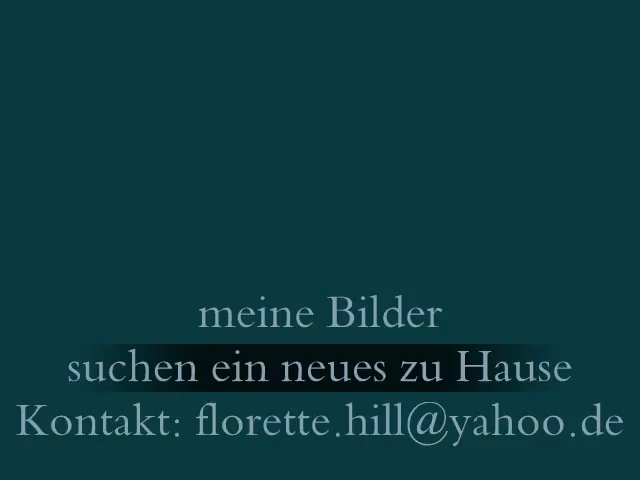 meine Bilder
suchen ein neues zu Hause
Kontakt: florette.hill@yahoo.de